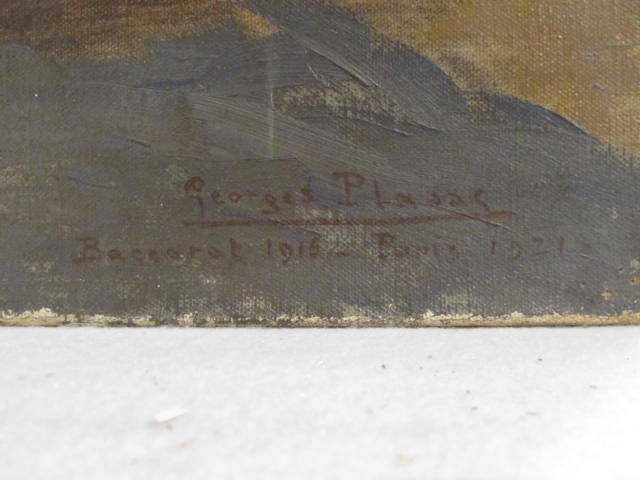 Georges Plasse
Baccarat 1916 - Paris 1921